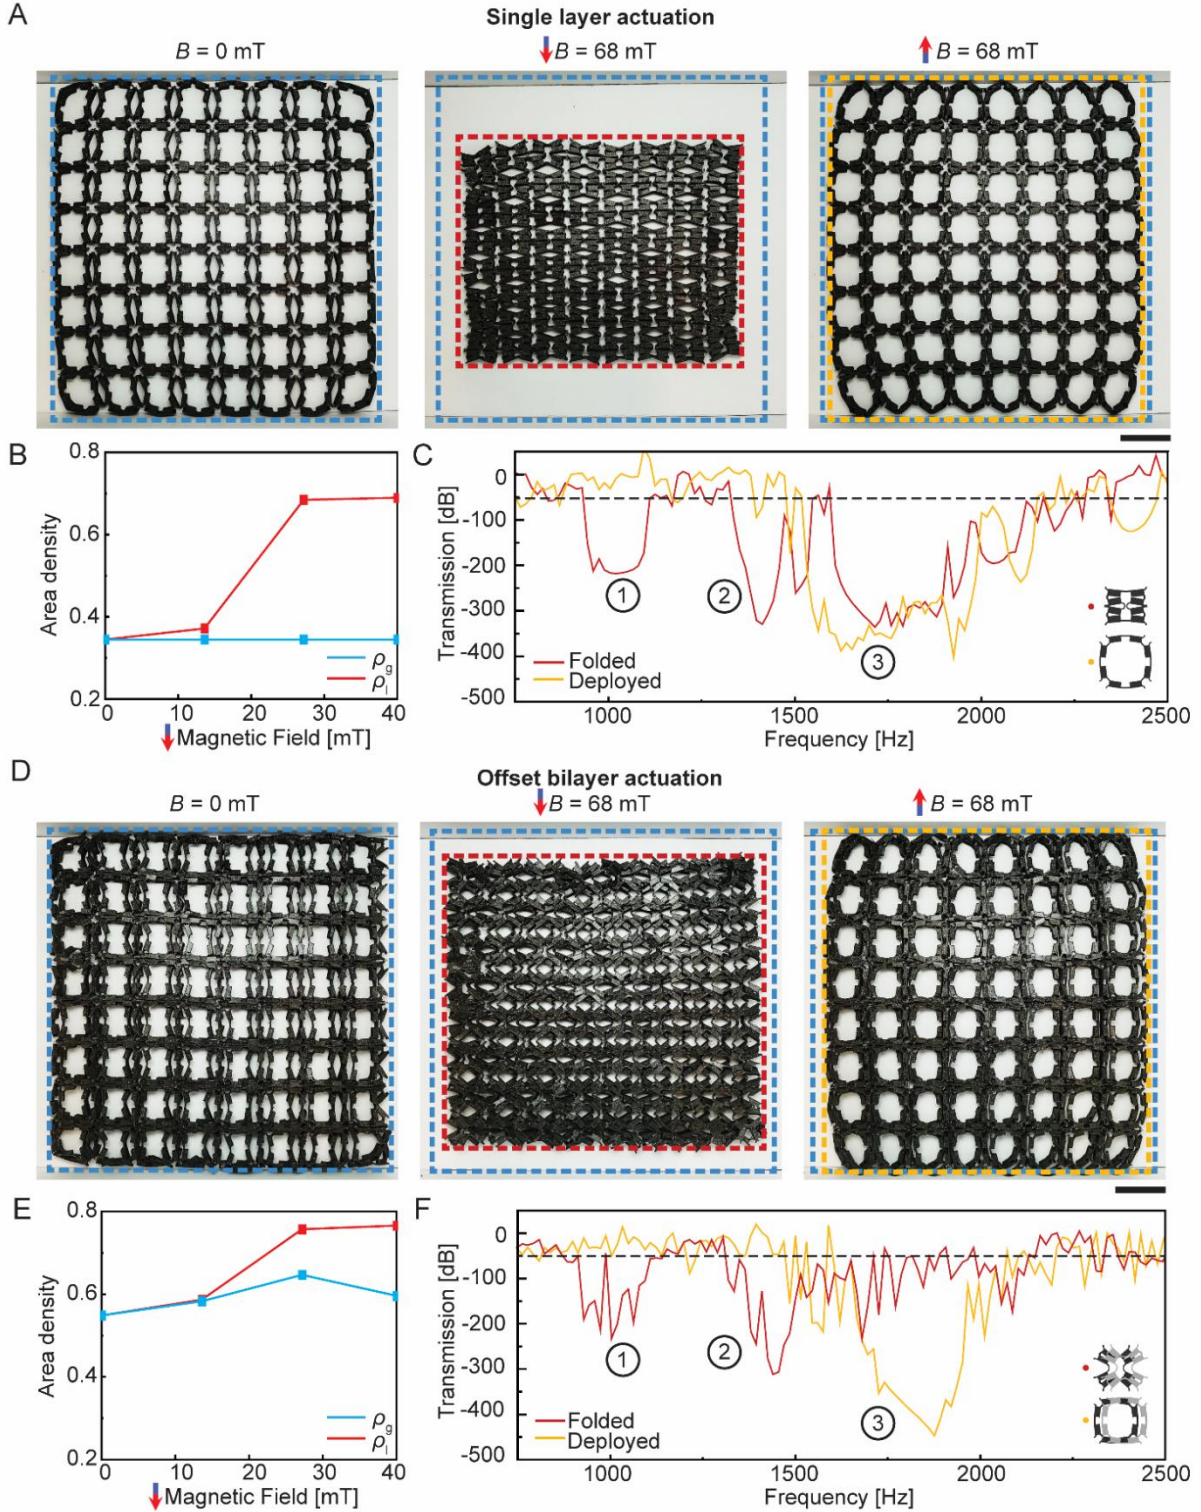 A
Single layer actuation
B = 0 mT
B = 68 mT
B = 68 mT
B
0.8
0.6
0.4
0.2
Area density
ρg
ρl
0 10 20 30 40
Magnetic Field [mT]
C
0
-100
-200
-300
-400
-500
Transmission [dB]
1
2
3
Folded
Deployed
1000 1500 2000 2500
Frequency [Hz]
D
Offset bilayer actuation
B = 0 mT
B = 68 mT
B = 68 mT
E
0.8
0.6
0.4
0.2
Area density
ρg
ρl
0 10 20 30 40
Magnetic Field [mT]
F
0
-100
-200
-300
-400
-500
Transmission [dB]
1
2
3
Folded
Deployed
1000 1500 2000 2500
Frequency [Hz]